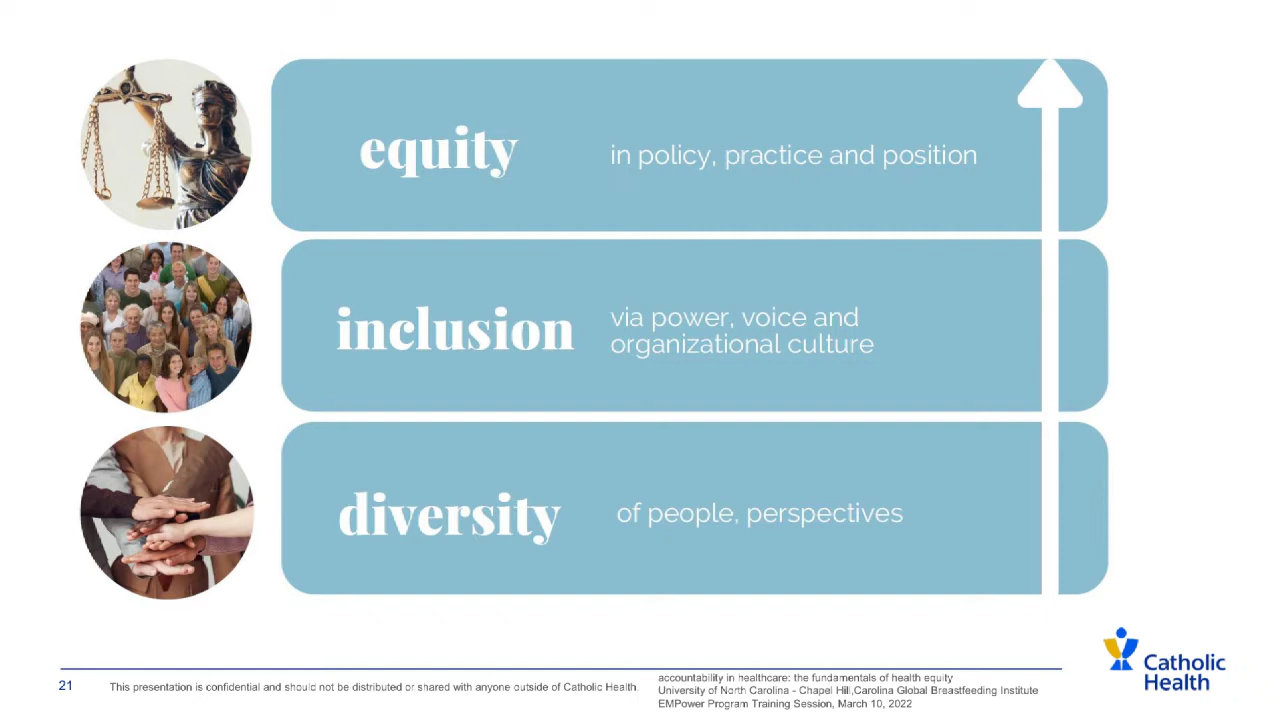 equity
in policy, practice and position
inclusion
via power, voice and
organizational culture
diversity
of people, perspectives
21
This presentation is confidential and should not be distributed or shared with anyone outside of Catholic Health.
accountability in healthcare: the fundamentals of health equity
University of North Carolina - Chapel Hill,Carolina Global Breastfeeding Institute
EMPower Program Training Session, March 10, 2022
Catholic
Health